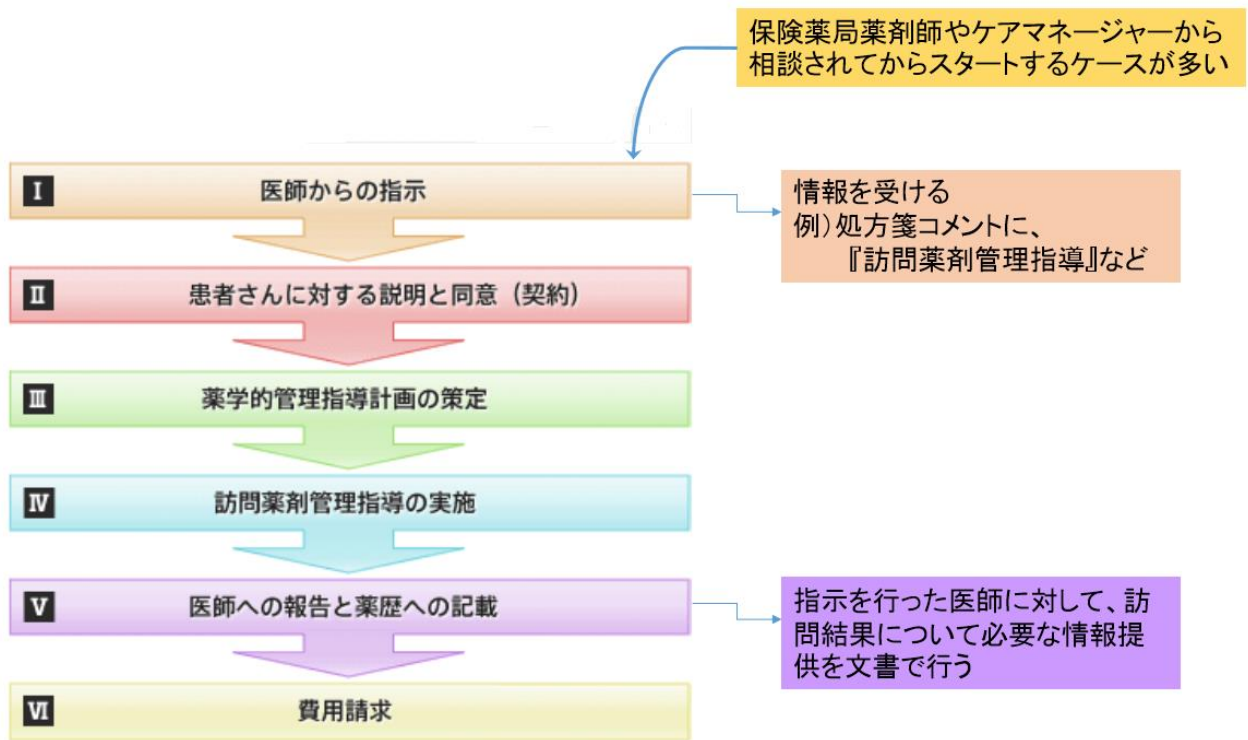 保険薬局薬剤師やケアマネージャーから
相談されてからスタートするケースが多い
Ⅰ 医師からの指示
情報を受ける
例）処方箋コメントに、
『訪問薬剤管理指導』など
Ⅱ 患者さんに対する説明と同意（契約）
Ⅲ 薬学的管理指導計画の策定
Ⅳ 訪問薬剤管理指導の実施
Ⅴ 医師への報告と薬歴への記載
指示を行った医師に対して、訪
問結果について必要な情報提
供を文書で行う
Ⅵ 費用請求